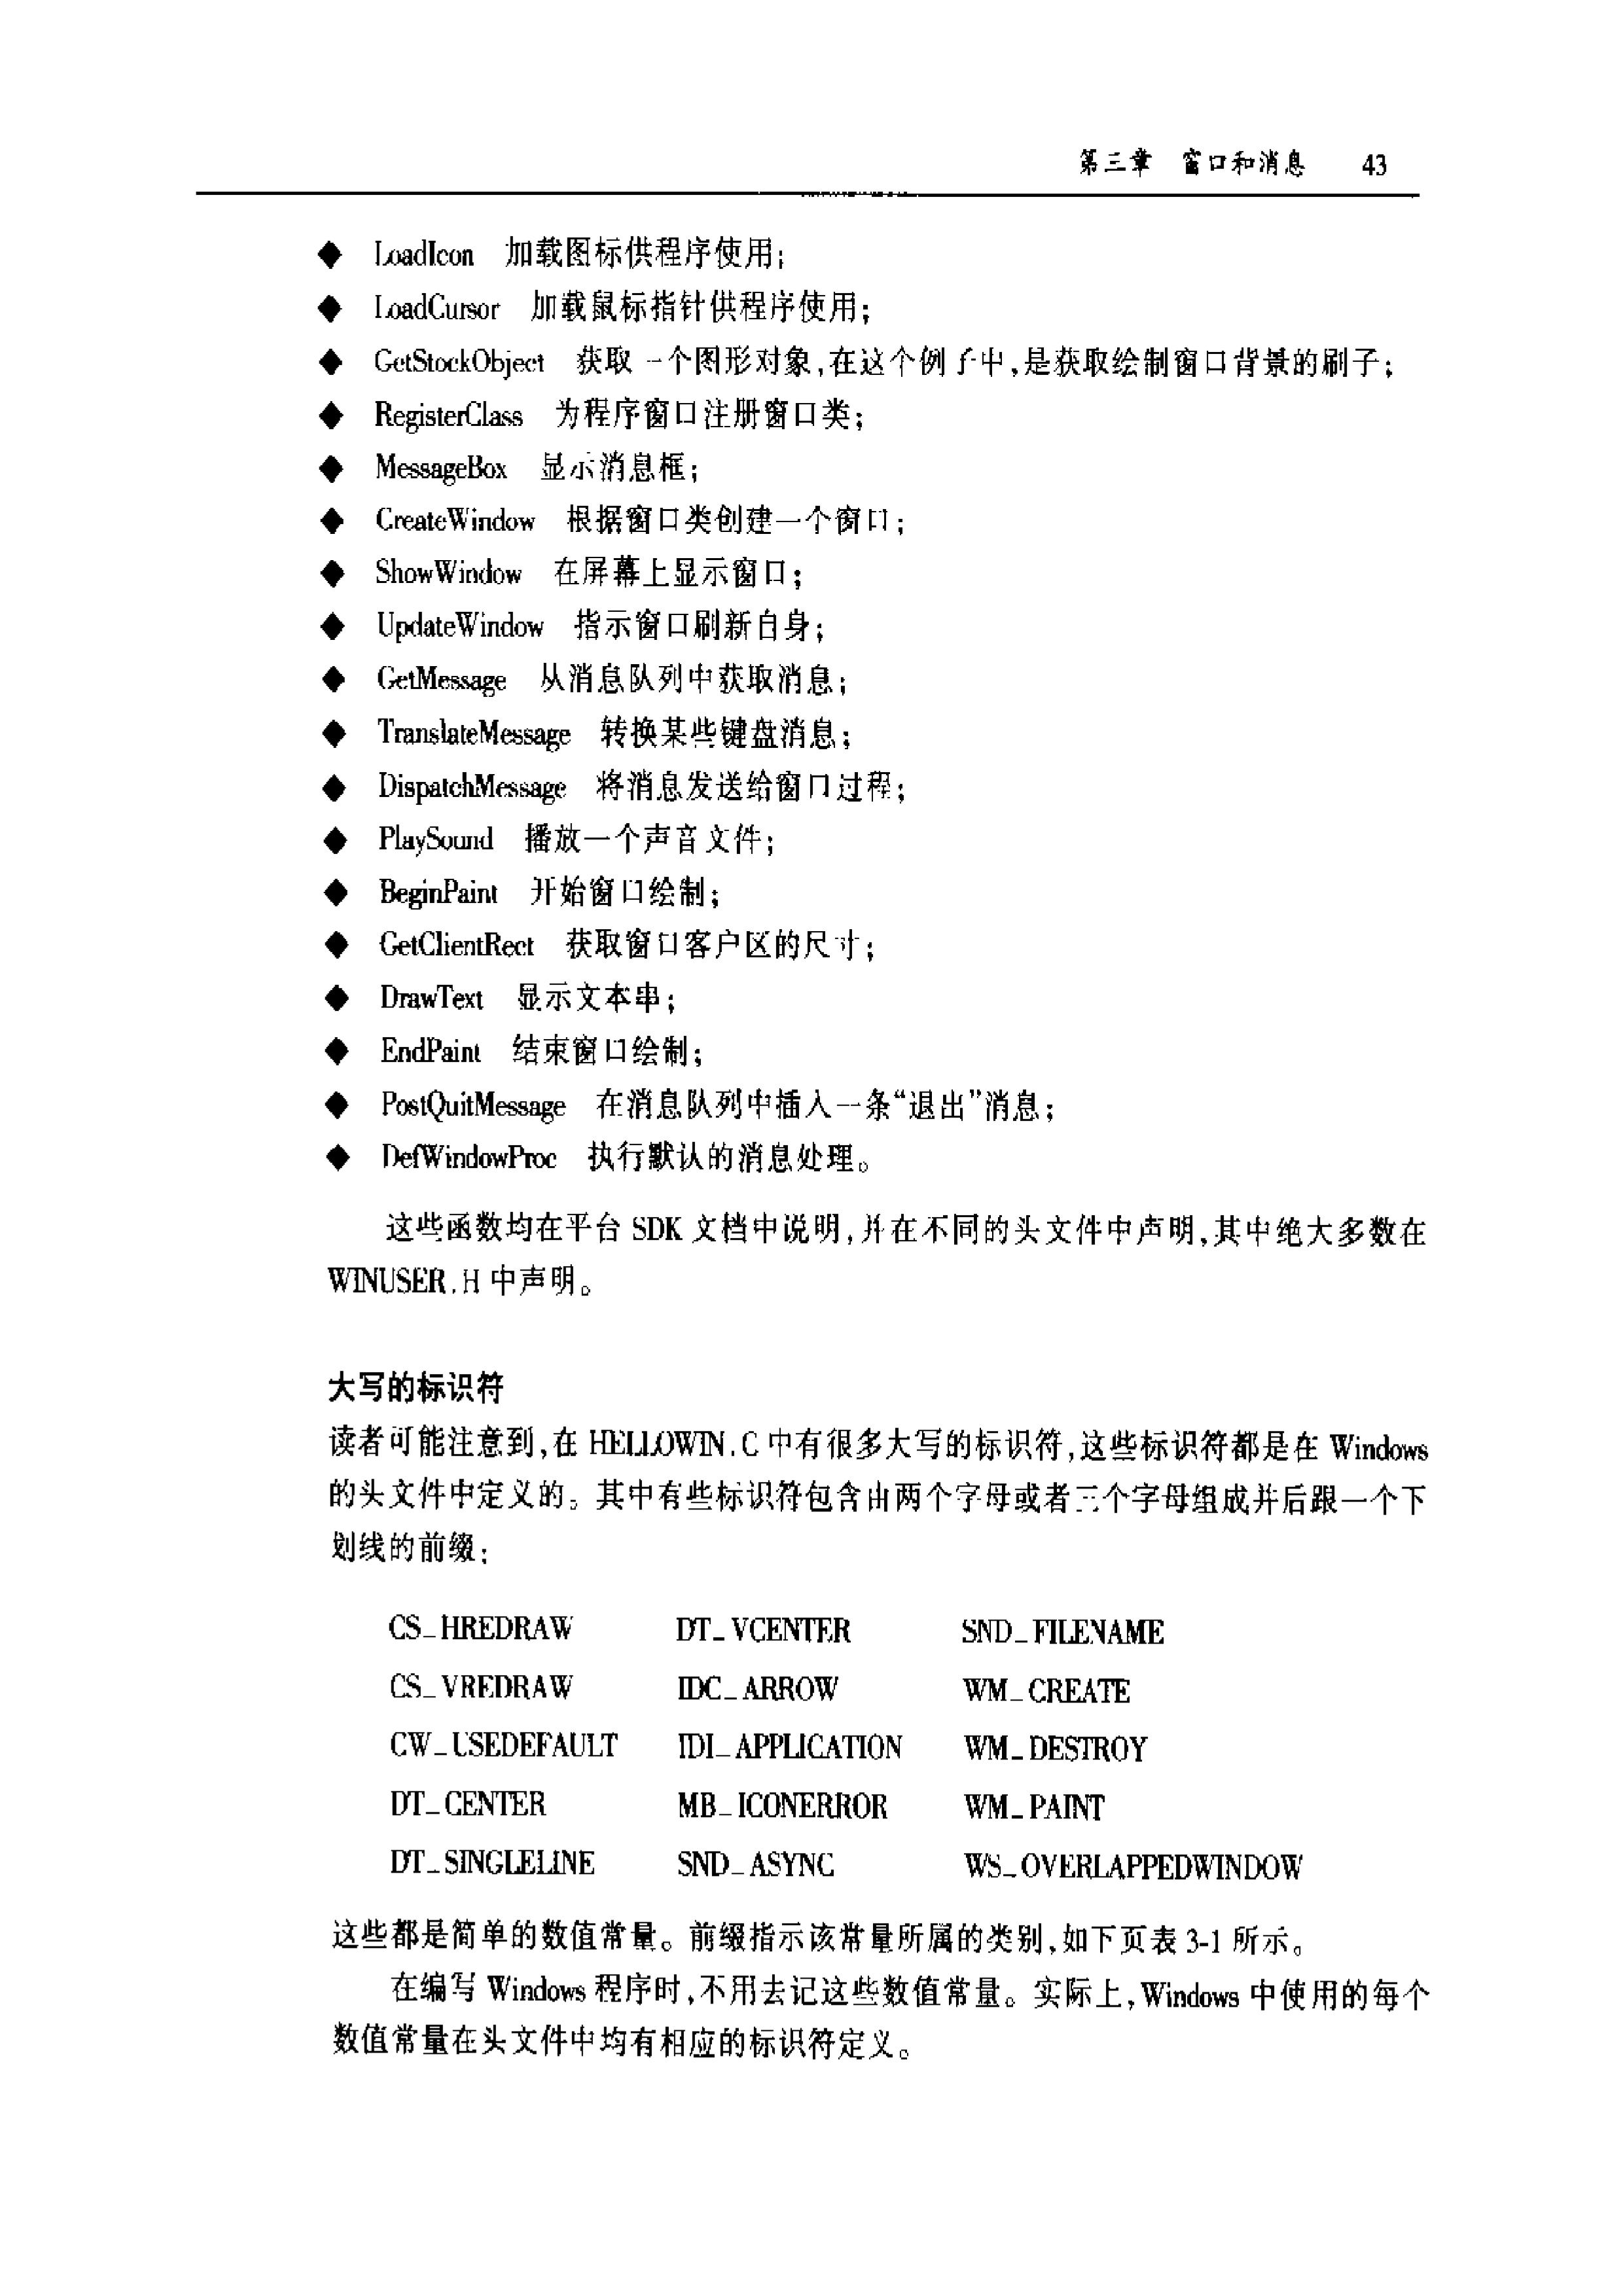 第三章 窗口和消息 43
◆ LoadIcon 加载图标供程序使用；
◆ LoadCursor 加载鼠标指针供程序使用；
◆ GetStockObject 获取一个图形对象，在这个例子中，是获取绘制窗口背景的刷子；
◆ RegisterClass 为程序窗口注册窗口类；
◆ MessageBox 显示消息框；
◆ CreateWindow 根据窗口类创建一个窗口；
◆ ShowWindow 在屏幕上显示窗口；
◆ UpdateWindow 指示窗口刷新自身；
◆ GetMessage 从消息队列中获取消息；
◆ TranslateMessage 转换某些键盘消息；
◆ DispatchMessage 将消息发送给窗口过程；
◆ PlaySound 播放一个声音文件；
◆ BeginPaint 开始窗口绘制；
◆ GetClientRect 获取窗口客户区的尺寸；
◆ DrawText 显示文本串；
◆ EndPaint 结束窗口绘制；
◆ PostQuitMessage 在消息队列中插入一条“退出”消息；
◆ DefWindowProc 执行默认的消息处理。
这些函数均在平台 SDK 文档中说明，并在不同的头文件中声明，其中绝大多数在
WINUSER.H 中声明。
大写的标识符
读者可能注意到，在 HELLOWIN.C 中有很多大写的标识符，这些标识符都是在 Windows
的头文件中定义的。其中有些标识符包含由两个字母或者三个字母组成并后跟一个下
划线的前缀：
CS_HREDRAW DT_VCENTER SND_FILENAME
CS_VREDRAW IDC_ARROW WM_CREATE
CW_USEDEFAULT IDI_APPLICATION WM_DESTROY
DT_CENTER MB_ICONERROR WM_PAINT
DT_SINGLELINE SND_ASYNC WS_OVERLAPPEDWINDOW
这些都是简单的数值常量。前缀指示该常量所属的类别，如下页表 3-1 所示。
在编写 Windows 程序时，不用去记这些数值常量。实际上，Windows 中使用的每个
数值常量在头文件中均有相应的标识符定义。